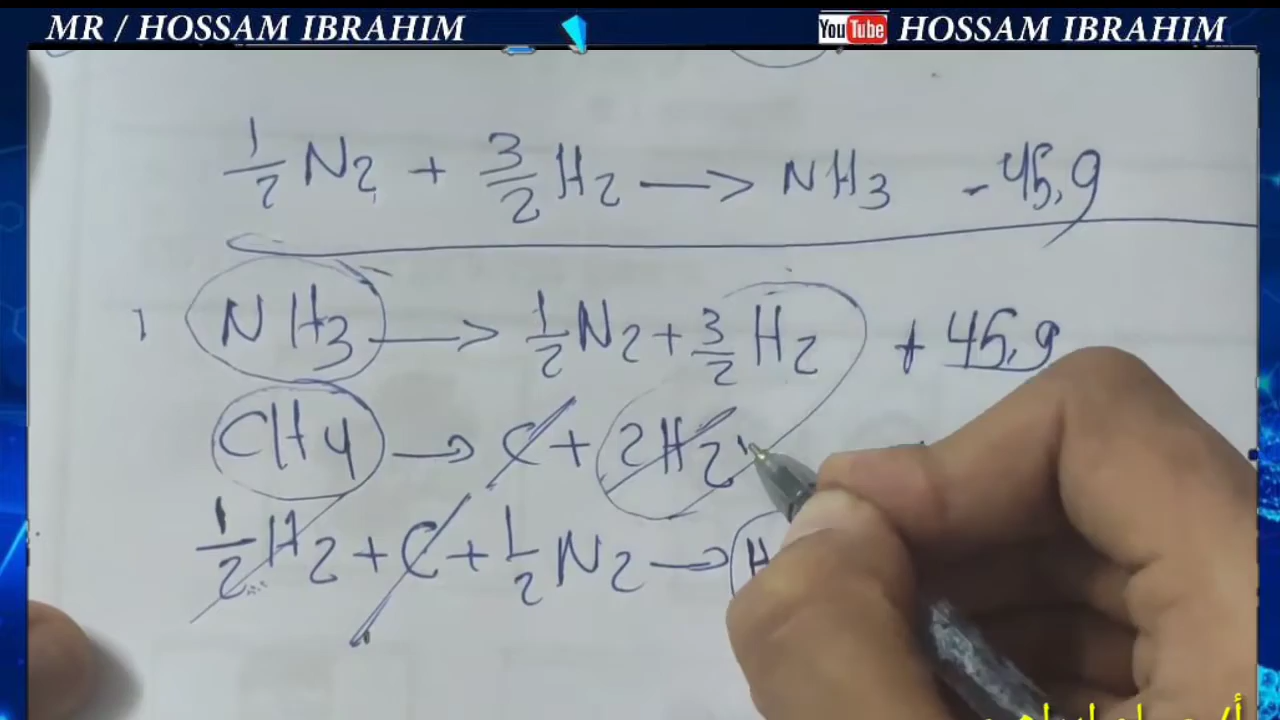 MR / HOSSAM IBRAHIM
YouTube HOSSAM IBRAHIM
1/2 N2 + 3/2 H2 —> NH3 -45,9
1 NH3 —> 1/2 N2 + 3/2 H2 + 45,9
CH4 —> C + 2H2
1/2 H2 + C + 1/2 N2 —> H